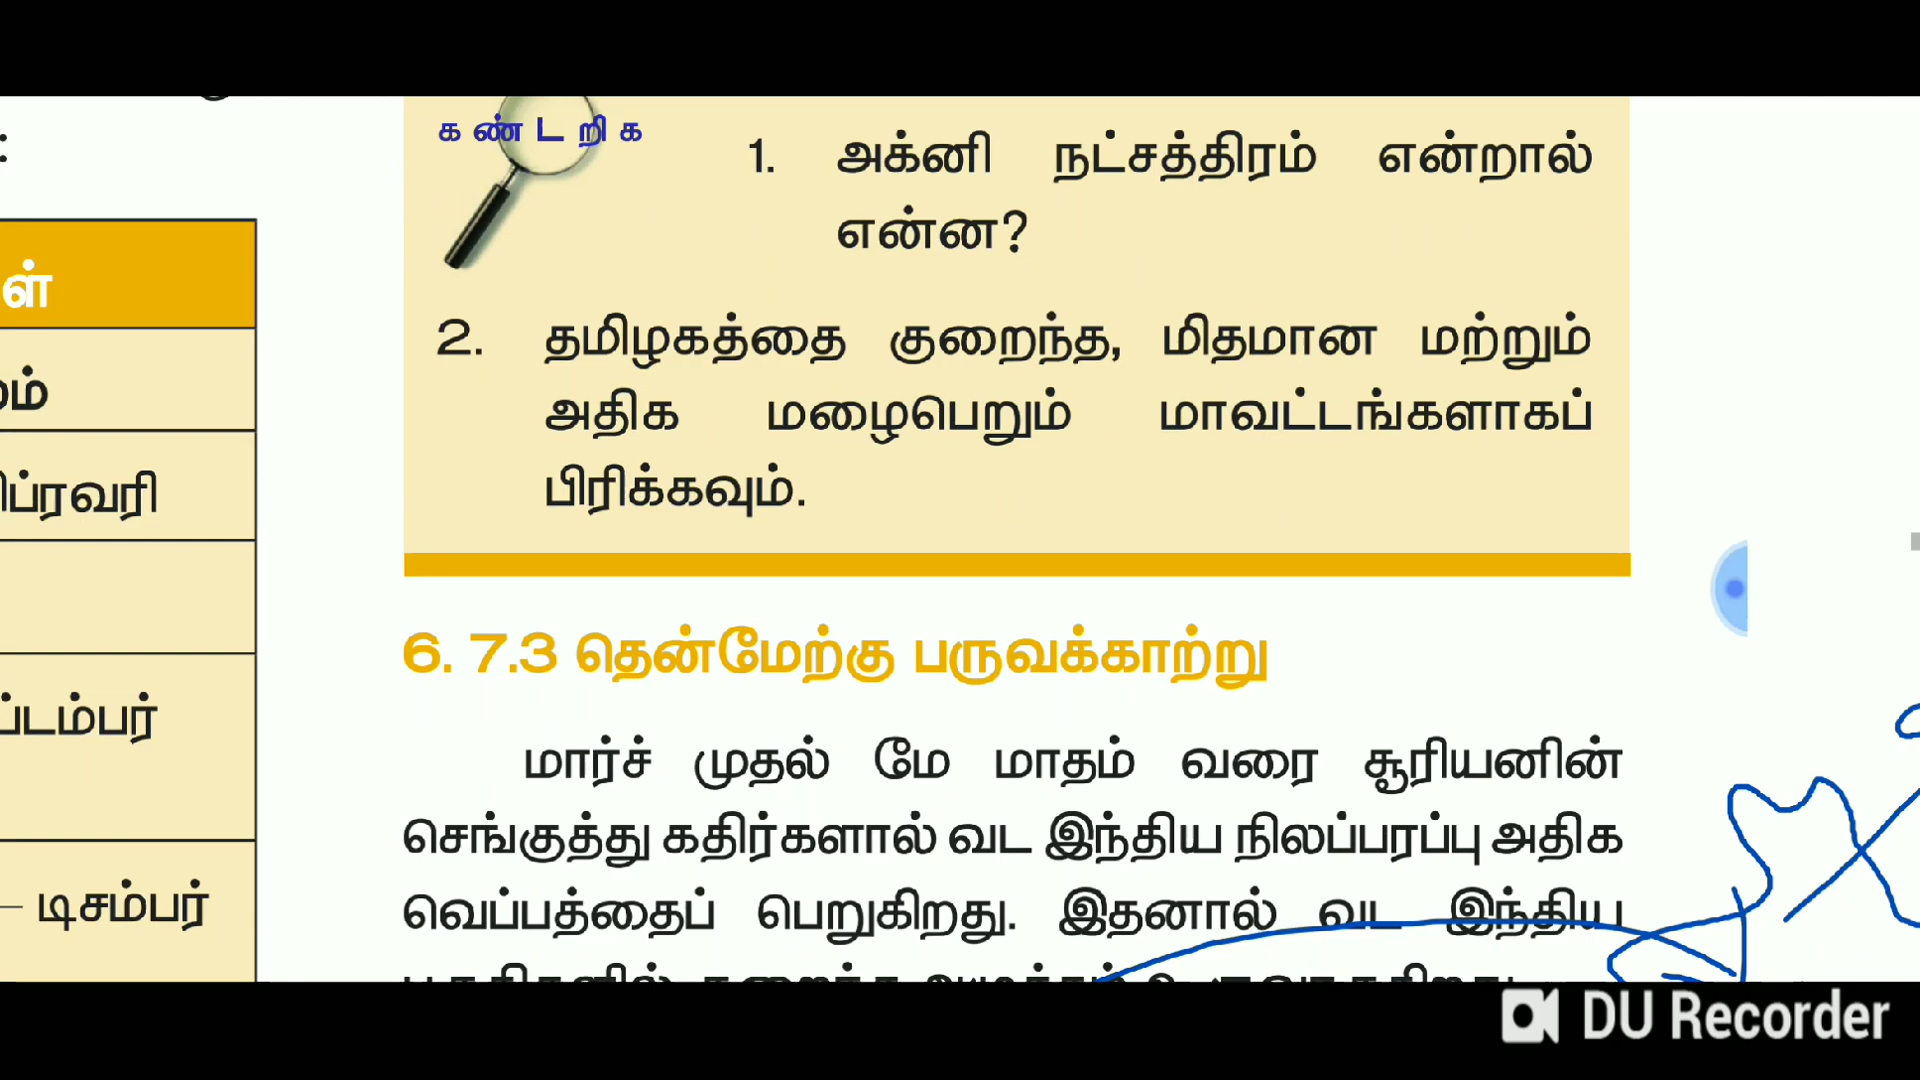 :
ள்
ப்ரவரி
ப்டம்பர்
– டிசம்பர்
கண்டறிக
1. அக்னி நட்சத்திரம் என்றால்
என்ன?
2. தமிழகத்தை குறைந்த, மிதமான மற்றும்
அதிக மழைபெறும் மாவட்டங்களாகப்
பிரிக்கவும்.
6. 7.3 தென்மேற்கு பருவக்காற்று
மார்ச் முதல் மே மாதம் வரை சூரியனின்
செங்குத்து கதிர்களால் வட இந்திய நிலப்பரப்பு அதிக
வெப்பத்தைப் பெறுகிறது. இதனால் வட இந்திய
DU Recorder